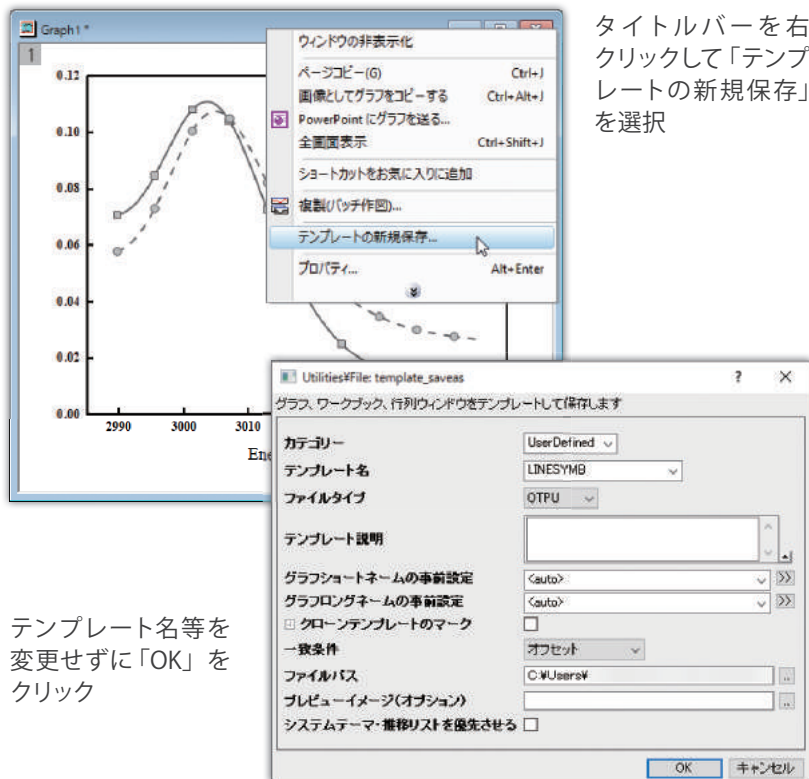 Graph1 *
1
0.12
0.10
0.08
0.06
0.04
0.02
0.00
2990
3000
3010
Ene
ウィンドウの非表示化
ページコピー(G) Ctrl+J
画像としてグラフをコピーする Ctrl+Alt+J
PowerPoint にグラフを送る...
全画面表示 Ctrl+Shift+J
ショートカットをお気に入りに追加
複製(バッチ作図)...
テンプレートの新規保存...
プロパティ... Alt+Enter
タイトルバーを右
クリックして「テンプ
レートの新規保存」
を選択
Utilities¥File: template_saveas ? ×
グラフ、ワークブック、行列ウィンドウをテンプレートして保存します
カテゴリー UserDefined
テンプレート名 LINESYMB
ファイルタイプ OTPU
テンプレート説明
グラフショートネームの事前設定 <auto> >>
グラフロングネームの事前設定 <auto> >>
クローンテンプレートのマーク
一致条件 オフセット
ファイルパス C:¥Users¥ ...
プレビューイメージ(オプション) ...
システムテーマ・推移リストを優先させる
OK キャンセル
テンプレート名等を
変更せずに「OK」を
クリック